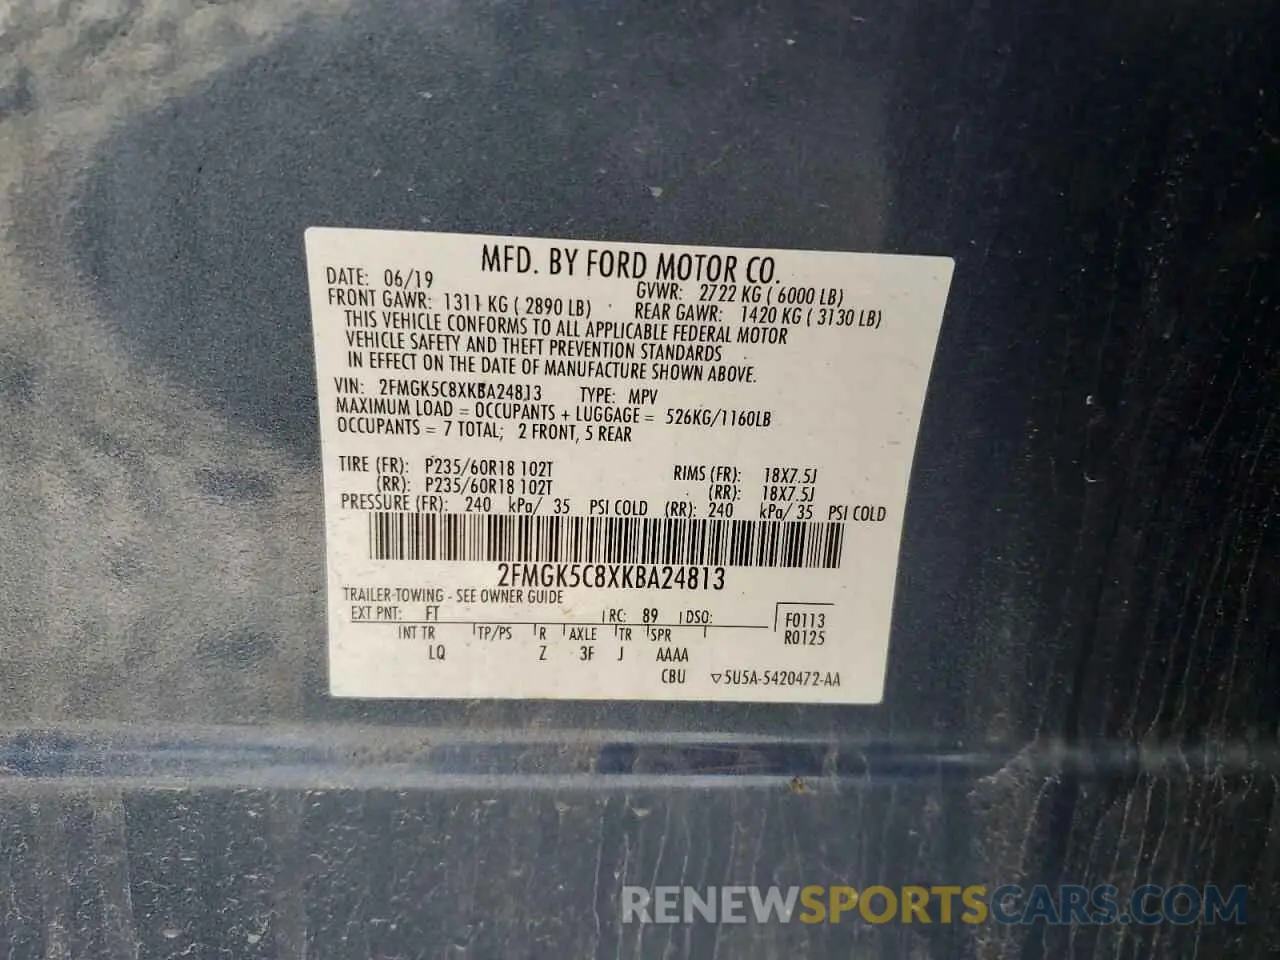 MFD. BY FORD MOTOR CO.
DATE: 06/19 GVWR: 2722 KG ( 6000 LB)
FRONT GAWR: 1311 KG ( 2890 LB) REAR GAWR: 1420 KG ( 3130 LB)
THIS VEHICLE CONFORMS TO ALL APPLICABLE FEDERAL MOTOR
VEHICLE SAFETY AND THEFT PREVENTION STANDARDS
IN EFFECT ON THE DATE OF MANUFACTURE SHOWN ABOVE.
VIN: 2FMGK5C8XKBA24813 TYPE: MPV
MAXIMUM LOAD = OCCUPANTS + LUGGAGE = 526KG/1160LB
OCCUPANTS = 7 TOTAL; 2 FRONT, 5 REAR
TIRE (FR): P235/60R18 102T RIMS (FR): 18X7.5J
(RR): P235/60R18 102T (RR): 18X7.5J
PRESSURE (FR): 240 kPa/ 35 PSI COLD (RR): 240 kPa/ 35 PSI COLD
2FMGK5C8XKBA24813
TRAILER-TOWING - SEE OWNER GUIDE
EXT PNT: FT RC: 89 DSO: F0113
INT TR TP/PS R AXLE TR SPR R0125
LQ Z 3F J AAAA
CBU ▽5U5A-5420472-AA
RENEWSPORTSCARS.COM